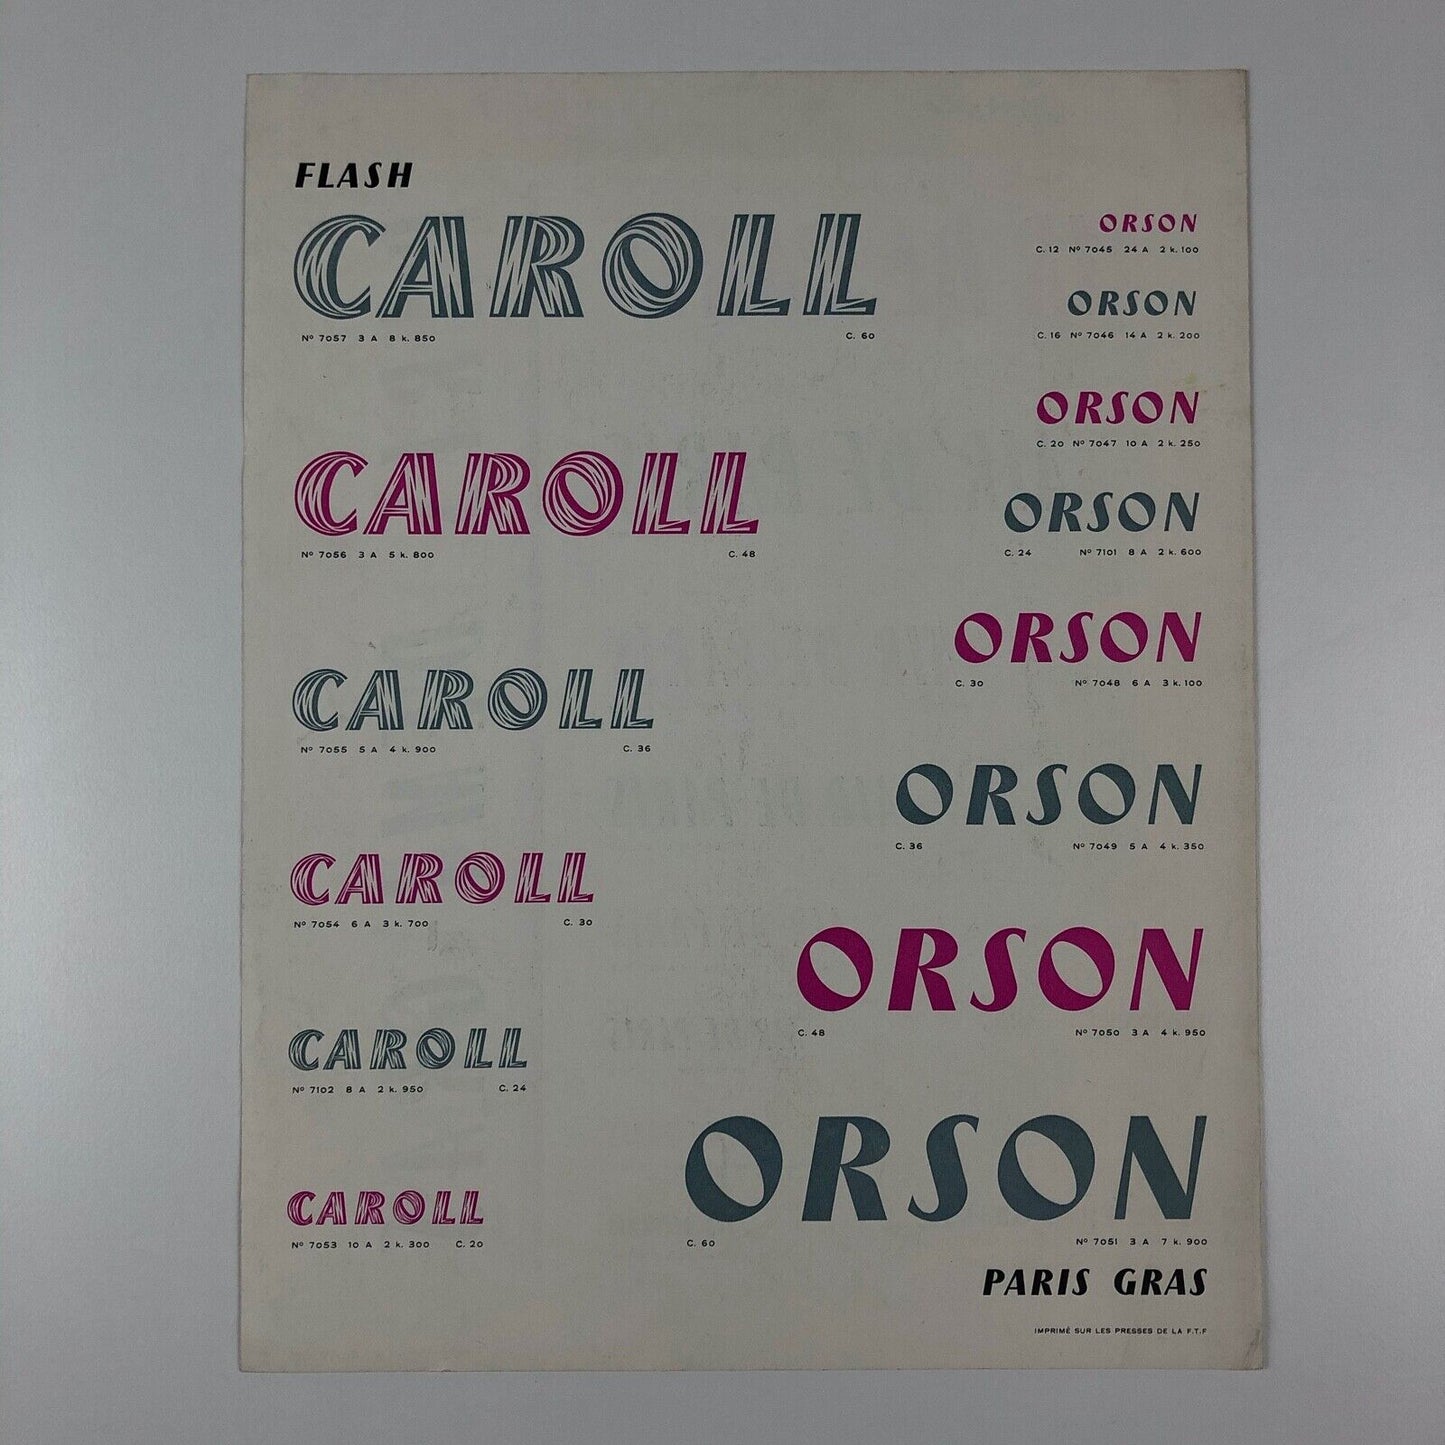 FLASH
CAROLL
Nº 7057 3 A 8 k. 850 C. 60
CAROLL
Nº 7056 3 A 5 k. 800 C. 48
CAROLL
Nº 7055 5 A 4 k. 900 C. 36
CAROLL
Nº 7054 6 A 3 k. 700 C. 30
CAROLL
Nº 7102 8 A 2 k. 950 C. 24
CAROLL
Nº 7053 10 A 2 k. 300 C. 20
ORSON
C. 12 Nº 7045 24 A 2 k. 100
ORSON
C. 16 Nº 7046 14 A 2 k. 200
ORSON
C. 20 Nº 7047 10 A 2 k. 250
ORSON
C. 24 Nº 7101 8 A 2 k. 600
ORSON
C. 30 Nº 7048 6 A 3 k. 100
ORSON
C. 36 Nº 7049 5 A 4 k. 350
ORSON
C. 48 Nº 7050 3 A 4 k. 950
ORSON
C. 60 Nº 7051 3 A 7 k. 900
PARIS GRAS
IMPRIMÉ SUR LES PRESSES DE LA F.T.F